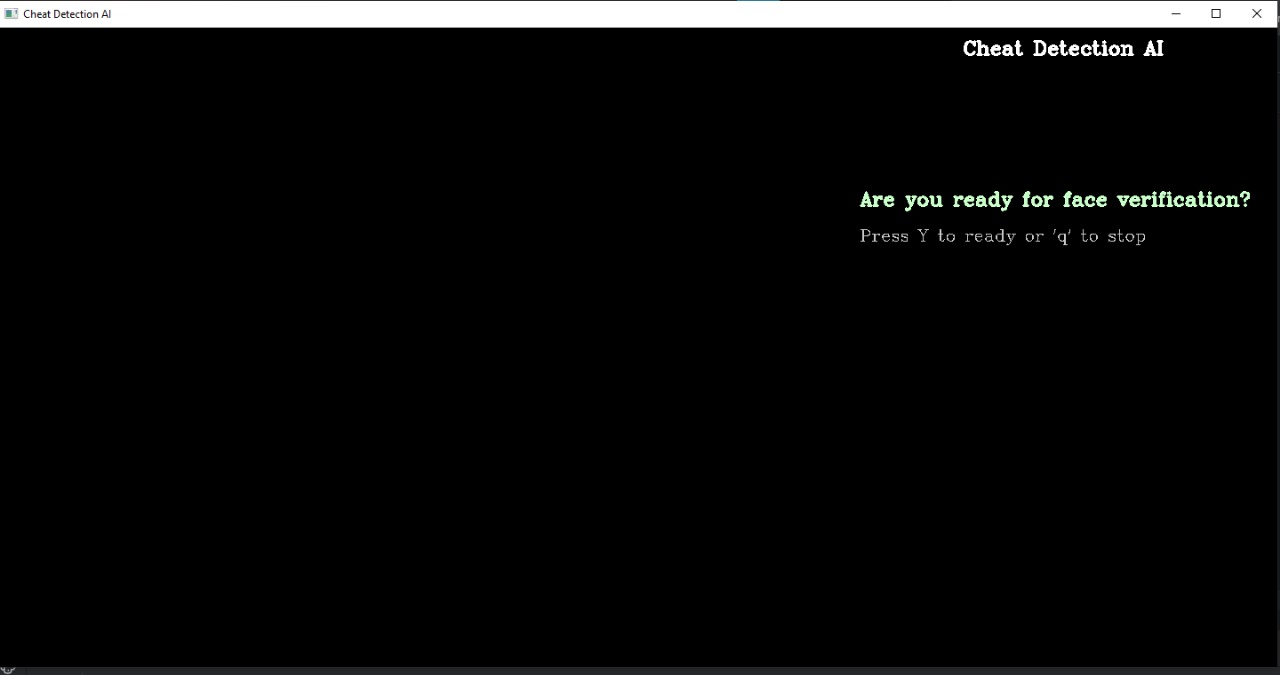 Cheat Detection AI
Cheat Detection AI
Are you ready for face verification?
Press Y to ready or 'q' to stop